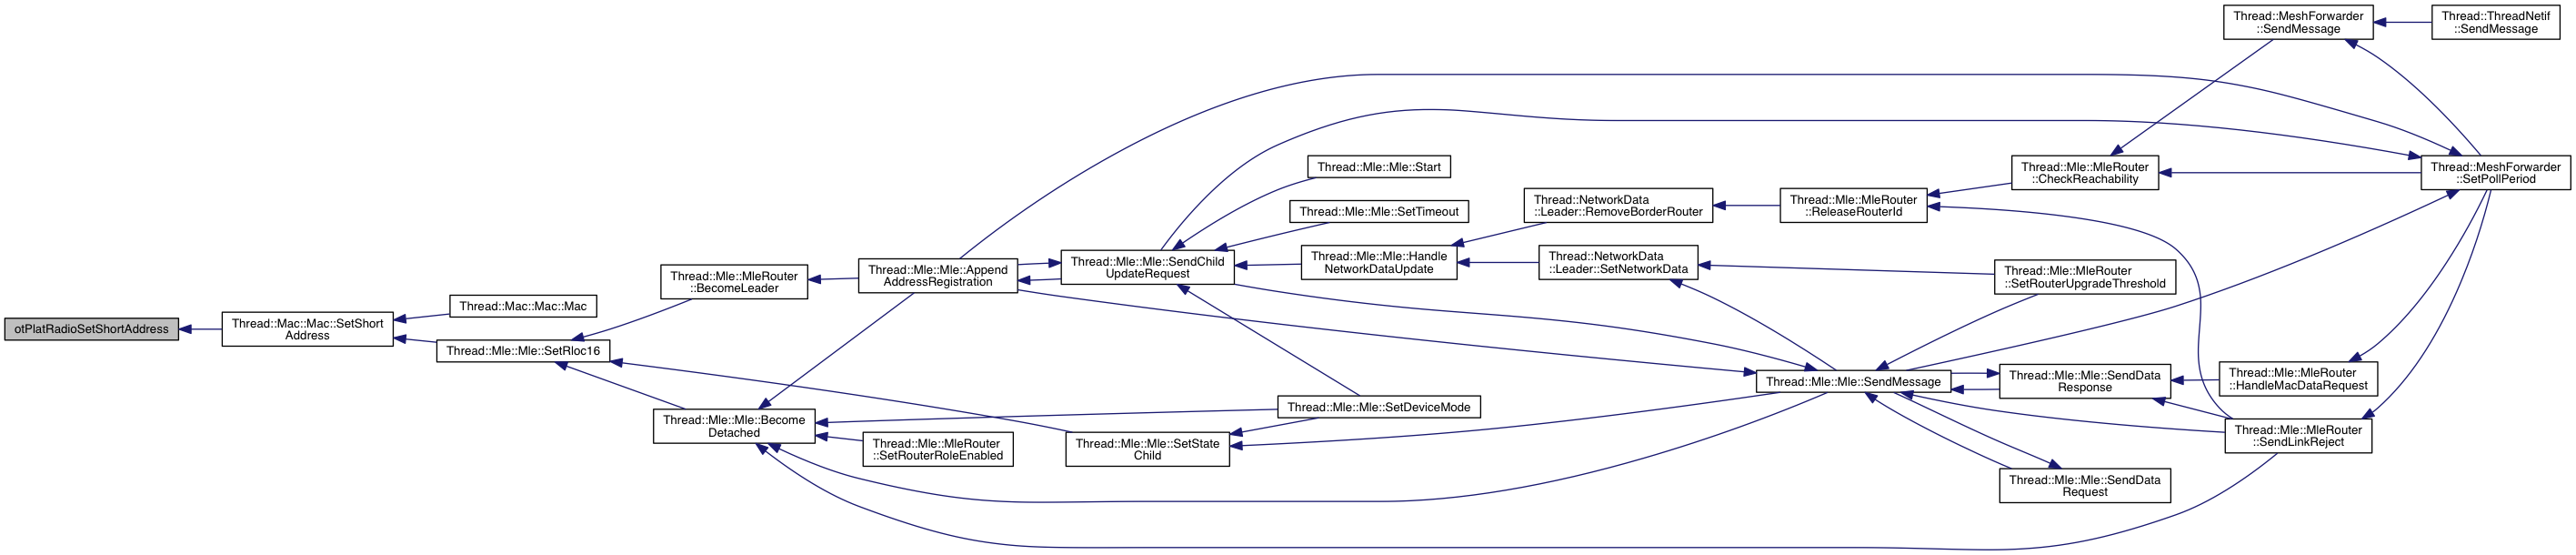 otPlatRadioSetShortAddress
Thread::Mac::Mac::SetShort
Address
Thread::Mac::Mac::Mac
Thread::Mle::Mle::SetRloc16
Thread::Mle::MleRouter
::BecomeLeader
Thread::Mle::Mle::Become
Detached
Thread::Mle::Mle::Append
AddressRegistration
Thread::Mle::MleRouter
::SetRouterRoleEnabled
Thread::Mle::Mle::SendChild
UpdateRequest
Thread::Mle::Mle::SetState
Child
Thread::Mle::Mle::Start
Thread::Mle::Mle::SetTimeout
Thread::Mle::Mle::Handle
NetworkDataUpdate
Thread::Mle::Mle::SetDeviceMode
Thread::NetworkData
::Leader::RemoveBorderRouter
Thread::NetworkData
::Leader::SetNetworkData
Thread::Mle::MleRouter
::ReleaseRouterId
Thread::Mle::Mle::SendMessage
Thread::Mle::MleRouter
::CheckReachability
Thread::Mle::MleRouter
::SetRouterUpgradeThreshold
Thread::Mle::Mle::SendData
Response
Thread::Mle::Mle::SendData
Request
Thread::MeshForwarder
::SendMessage
Thread::Mle::MleRouter
::HandleMacDataRequest
Thread::Mle::MleRouter
::SendLinkReject
Thread::ThreadNetif
::SendMessage
Thread::MeshForwarder
::SetPollPeriod